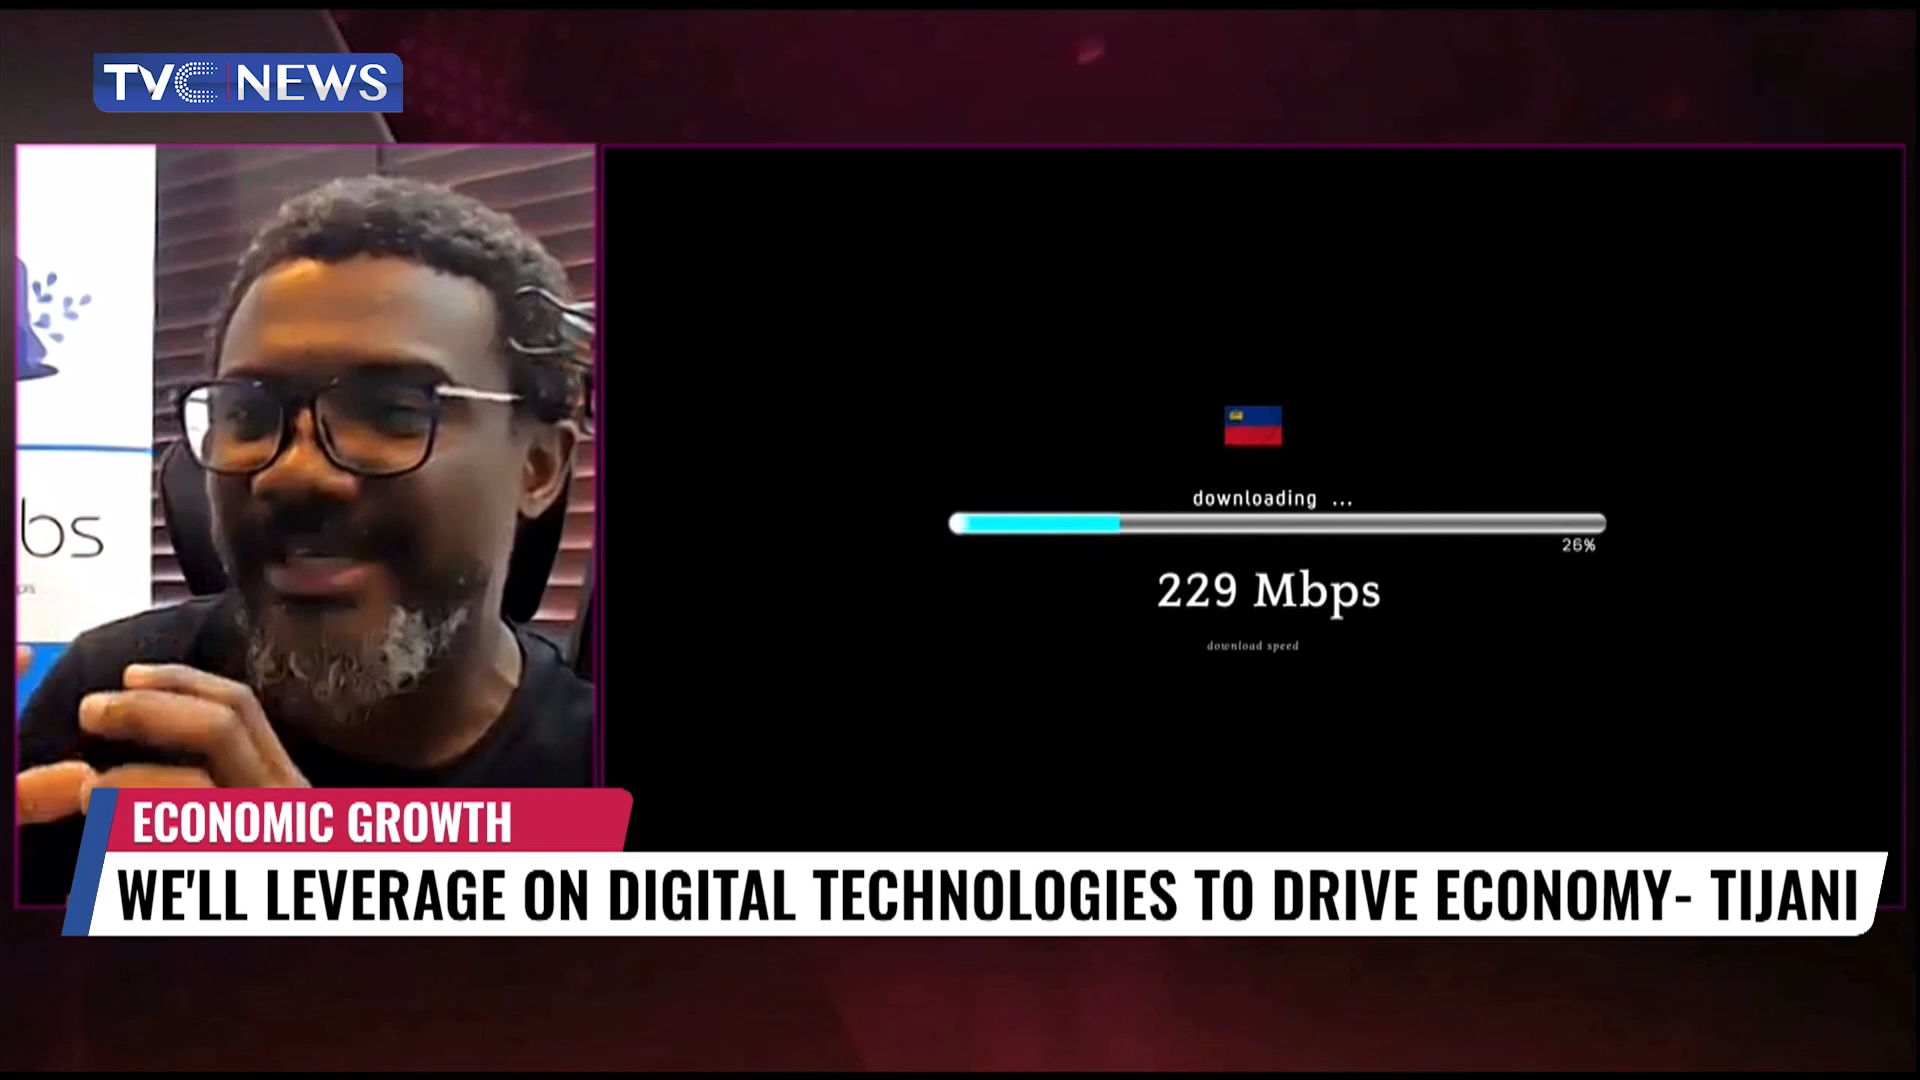 TVC NEWS
bs
downloading ...
26%
229 Mbps
download speed
ECONOMIC GROWTH
WE'LL LEVERAGE ON DIGITAL TECHNOLOGIES TO DRIVE ECONOMY- TIJANI